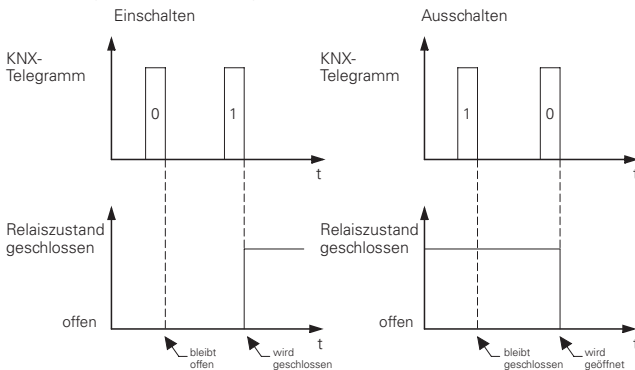 Einschalten
KNX-
Telegramm
0
1
t
Relaiszustand
geschlossen
offen
bleibt
offen
wird
geschlossen
t
Ausschalten
KNX-
Telegramm
1
0
t
Relaiszustand
geschlossen
offen
bleibt
geschlossen
wird
geöffnet
t